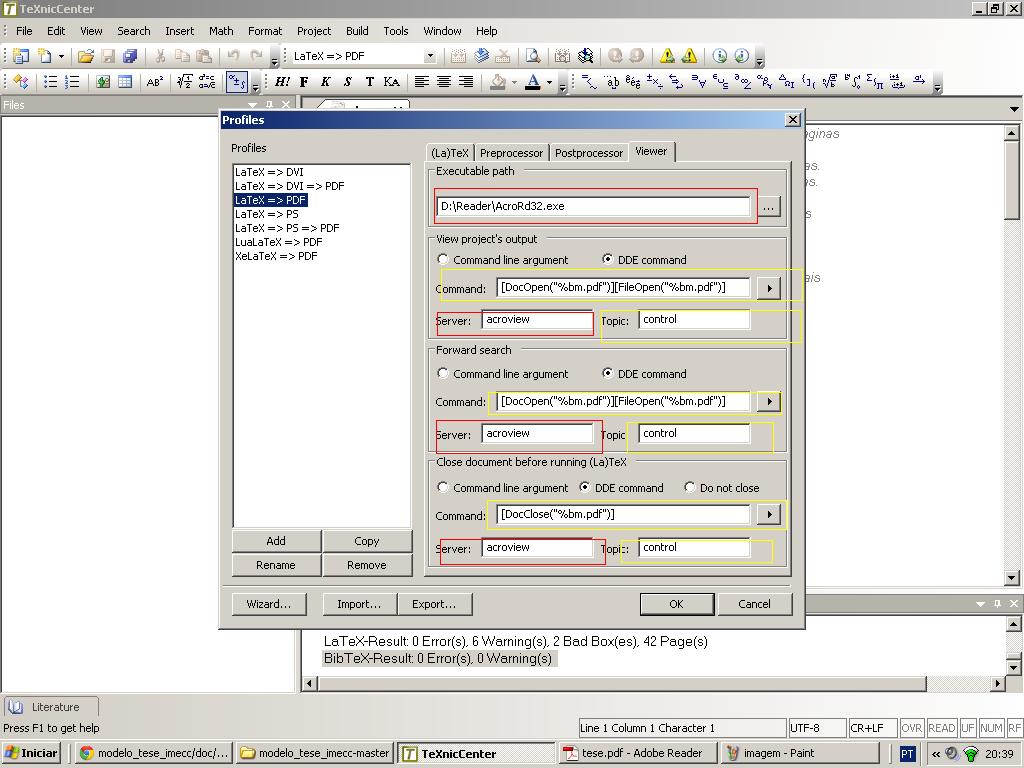 TeXnicCenter
File Edit View Search Insert Math Format Project Build Tools Window Help
LaTeX => PDF
H! F K K T KA
Files
Profiles
Profiles
LaTeX => DVI
LaTeX => DVI => PDF
LaTeX => PDF
LaTeX => PS
LaTeX => PS => PDF
LuaLaTeX => PDF
XeLaTeX => PDF
Add Copy
Rename Remove
(La)TeX Preprocessor Postprocessor Viewer
Executable path
D:\Reader\AcroRd32.exe ...
View project's output
Command line argument DDE command
Command: [DocOpen("%bm.pdf")][FileOpen("%bm.pdf")]
Server: acroview Topic: control
Forward search
Command line argument DDE command
Command: [DocOpen("%bm.pdf")][FileOpen("%bm.pdf")]
Server: acroview Topic control
Close document before running (La)TeX
Command line argument DDE command Do not close
Command: [DocClose("%bm.pdf")]
Server: acroview Topic: control
Wizard... Import... Export... OK Cancel
LaTeX-Result: 0 Error(s), 6 Warning(s), 2 Bad Box(es), 42 Page(s)
BibTeX-Result: 0 Error(s), 0 Warning(s)
Literature
Press F1 to get help Line 1 Column 1 Character 1 UTF-8 CR+LF OVR READ UF NUM RF
Iniciar modelo_tese_imecc/doc/... modelo_tese_imecc-master TeXnicCenter tese.pdf - Adobe Reader imagem - Paint PT « 20:39